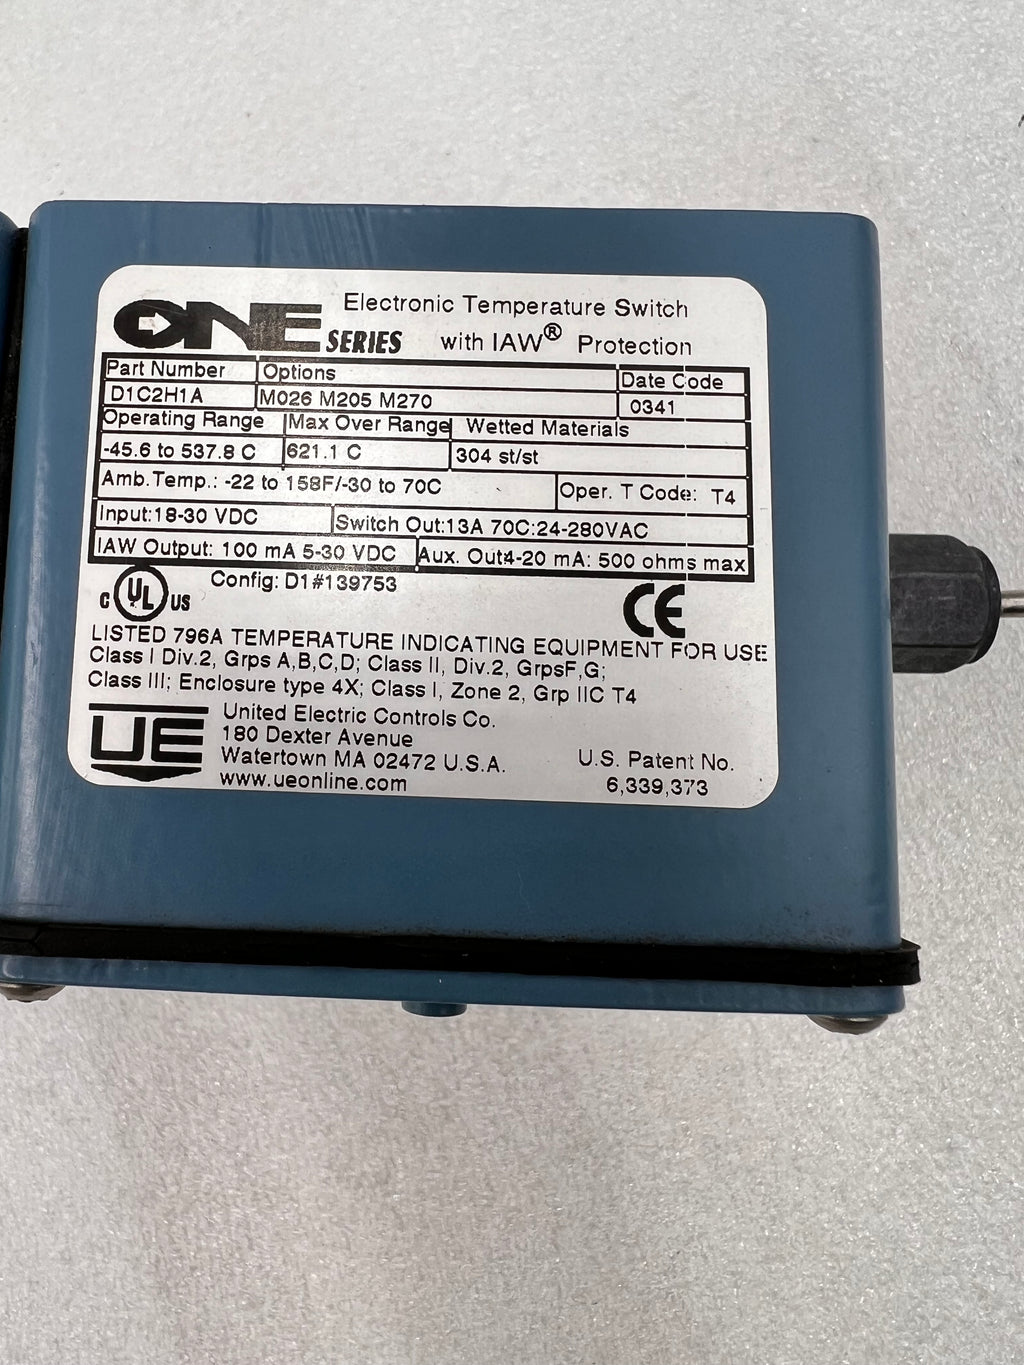 ONE SERIES
Electronic Temperature Switch
with IAW® Protection
Part Number Options Date Code
D1C2H1A M026 M205 M270 0341
Operating Range Max Over Range Wetted Materials
-45.6 to 537.8 C 621.1 C 304 st/st
Amb.Temp.: -22 to 158F/-30 to 70C Oper. T Code: T4
Input:18-30 VDC Switch Out:13A 70C:24-280VAC
IAW Output: 100 mA 5-30 VDC Aux. Out4-20 mA: 500 ohms max
C UL US Config: D1#139753 CE
LISTED 796A TEMPERATURE INDICATING EQUIPMENT FOR USE
Class I Div.2, Grps A,B,C,D; Class II, Div.2, GrpsF,G;
Class III; Enclosure type 4X; Class I, Zone 2, Grp IIC T4
UE United Electric Controls Co.
180 Dexter Avenue
Watertown MA 02472 U.S.A. U.S. Patent No.
www.ueonline.com 6,339,373